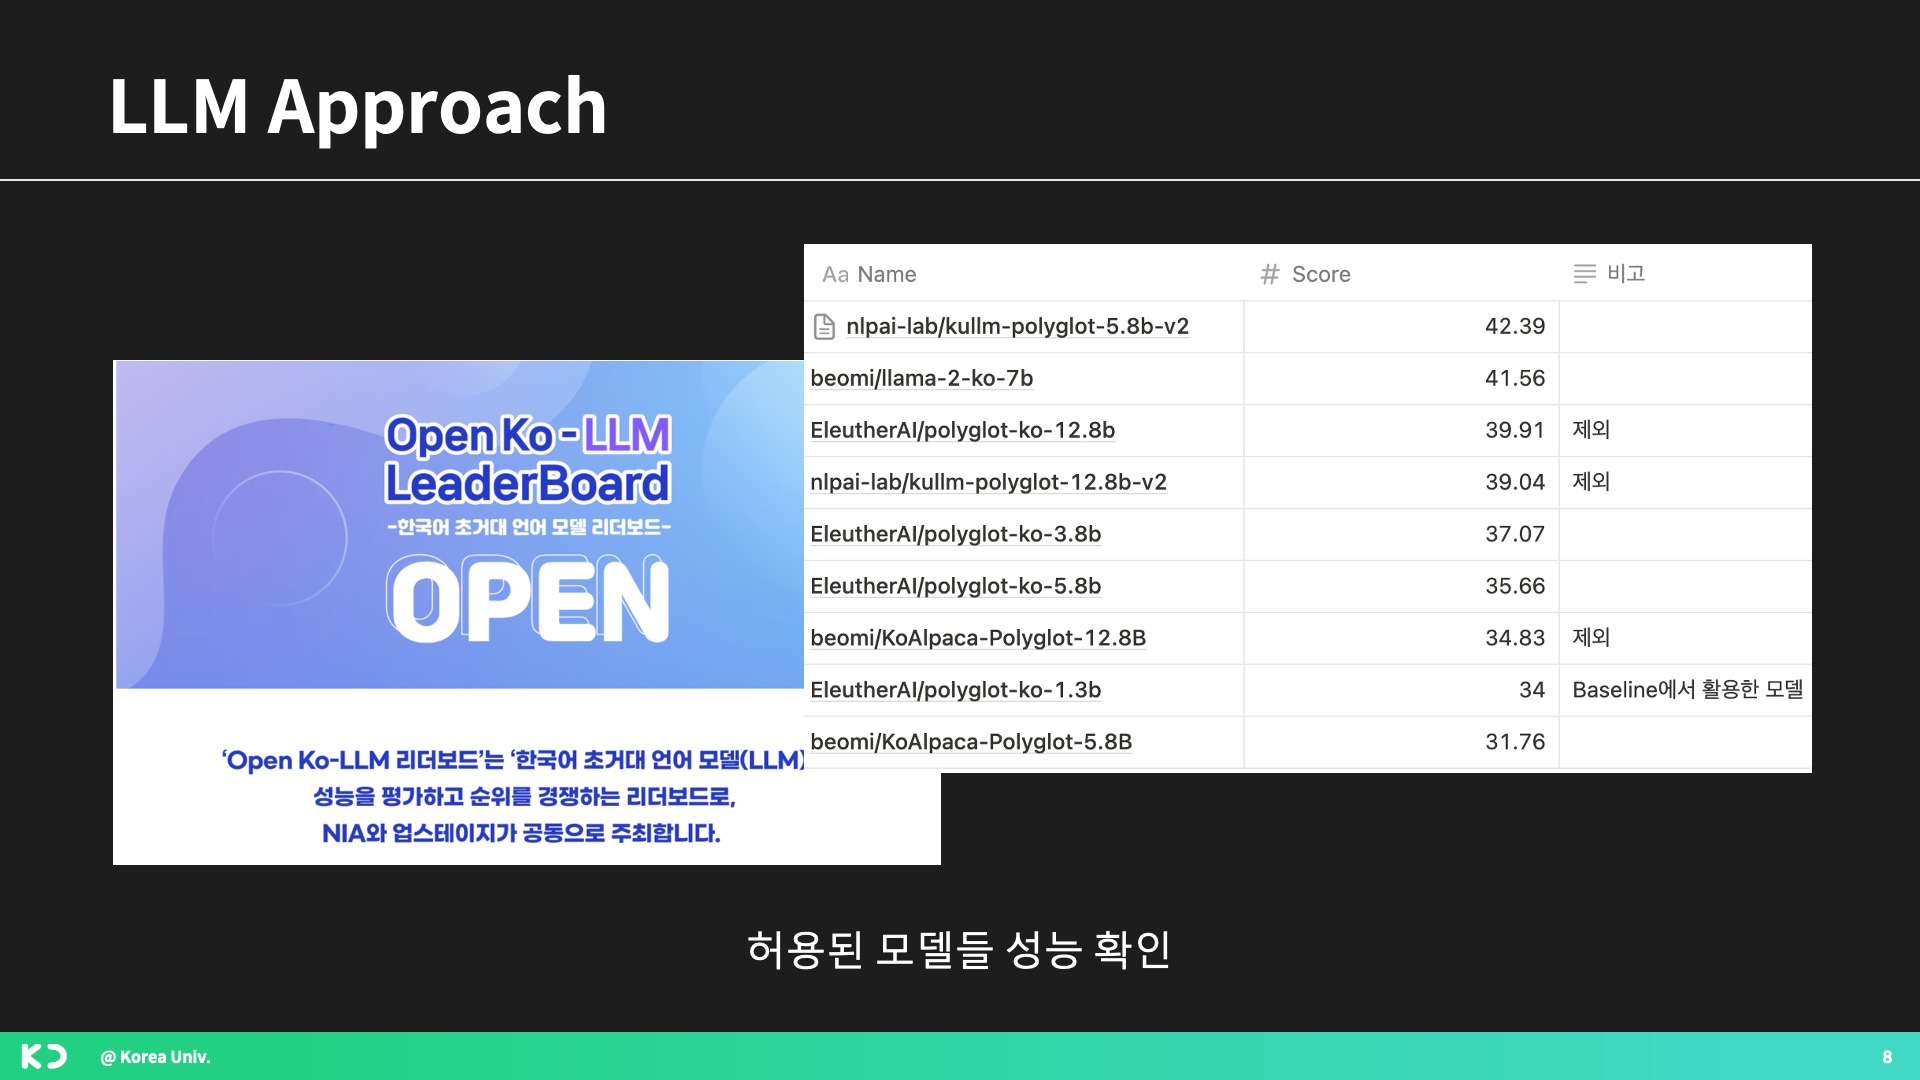 LLM Approach
Open Ko-LLM
LeaderBoard
-한국어 초거대 언어 모델 리더보드-
OPEN
‘Open Ko-LLM 리더보드’는 ‘한국어 초거대 언어 모델(LLM)
성능을 평가하고 순위를 경쟁하는 리더보드로,
NIA와 업스테이지가 공동으로 주최합니다.
Aa Name # Score 비고
nlpai-lab/kullm-polyglot-5.8b-v2 42.39
beomi/llama-2-ko-7b 41.56
EleutherAI/polyglot-ko-12.8b 39.91 제외
nlpai-lab/kullm-polyglot-12.8b-v2 39.04 제외
EleutherAI/polyglot-ko-3.8b 37.07
EleutherAI/polyglot-ko-5.8b 35.66
beomi/KoAlpaca-Polyglot-12.8B 34.83 제외
EleutherAI/polyglot-ko-1.3b 34 Baseline에서 활용한 모델
beomi/KoAlpaca-Polyglot-5.8B 31.76
허용된 모델들 성능 확인
@ Korea Univ.
8